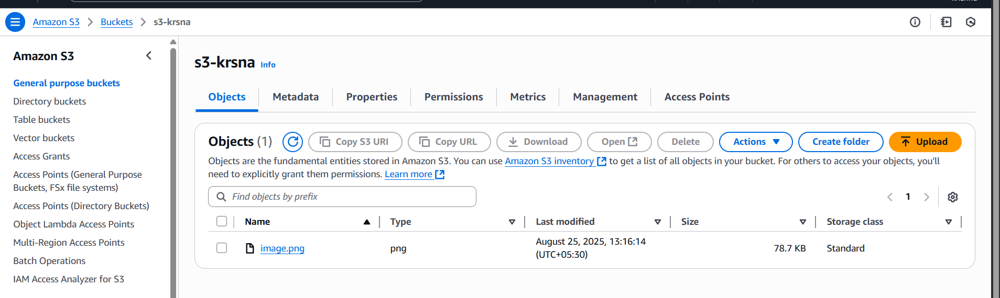 Amazon S3 > Buckets > s3-krsna
Amazon S3
General purpose buckets
Directory buckets
Table buckets
Vector buckets
Access Grants
Access Points (General Purpose
Buckets, FSx file systems)
Access Points (Directory Buckets)
Object Lambda Access Points
Multi-Region Access Points
Batch Operations
IAM Access Analyzer for S3
s3-krsna Info
Objects Metadata Properties Permissions Metrics Management Access Points
Objects (1) Copy S3 URI Copy URL Download Open Delete Actions Create folder Upload
Objects are the fundamental entities stored in Amazon S3. You can use Amazon S3 inventory to get a list of all objects in your bucket. For others to access your objects, you'll
need to explicitly grant them permissions. Learn more
Find objects by prefix
1
Name Type Last modified Size Storage class
image.png png August 25, 2025, 13:16:14 78.7 KB Standard
(UTC+05:30)